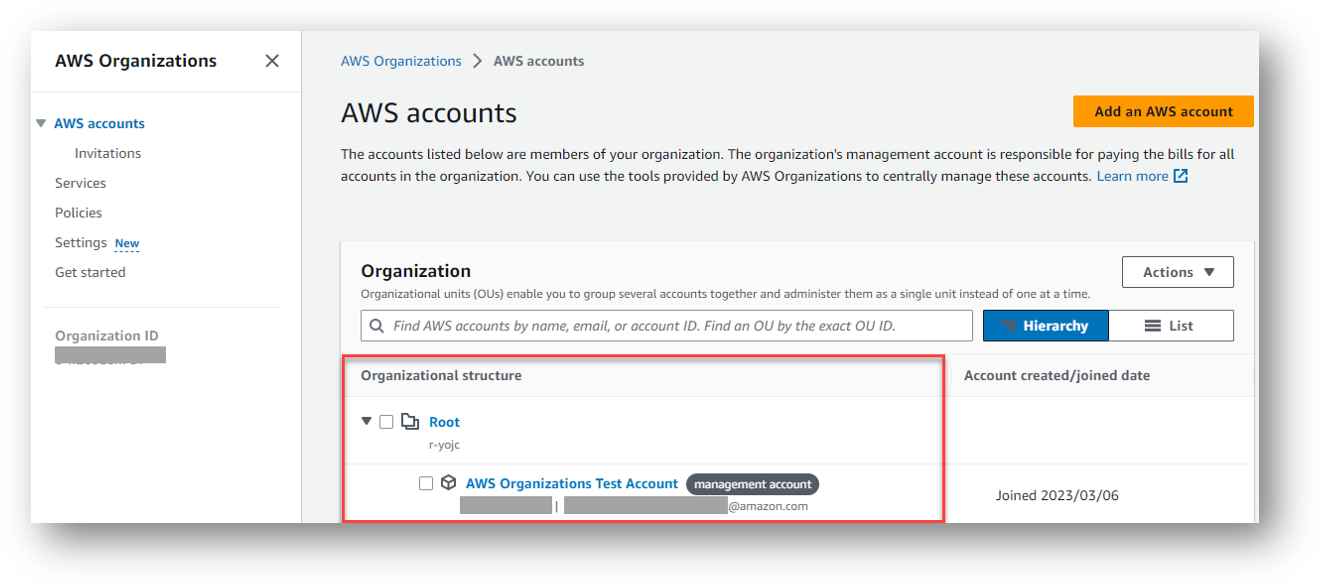 AWS Organizations
AWS accounts
Invitations
Services
Policies
Settings New
Get started
Organization ID
AWS Organizations > AWS accounts
AWS accounts
Add an AWS account
The accounts listed below are members of your organization. The organization's management account is responsible for paying the bills for all
accounts in the organization. You can use the tools provided by AWS Organizations to centrally manage these accounts. Learn more
Organization
Actions
Organizational units (OUs) enable you to group several accounts together and administer them as a single unit instead of one at a time.
Find AWS accounts by name, email, or account ID. Find an OU by the exact OU ID.
Hierarchy
List
Organizational structure
Account created/joined date
Root
r-yojc
AWS Organizations Test Account management account
| @amazon.com
Joined 2023/03/06